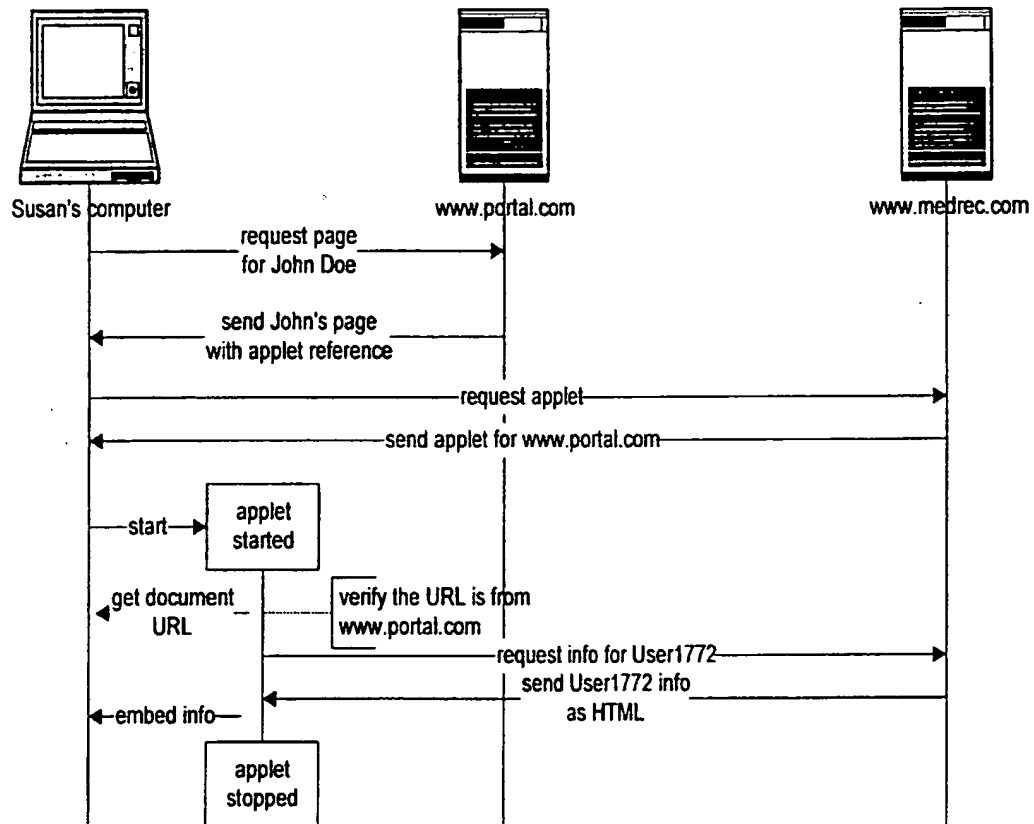 Susan's computer
www.portal.com
www.medrec.com
request page
for John Doe
send John's page
with applet reference
request applet
send applet for www.portal.com
start
applet
started
get document
URL
verify the URL is from
www.portal.com
request info for User1772
send User1772 info
as HTML
embed info
applet
stopped